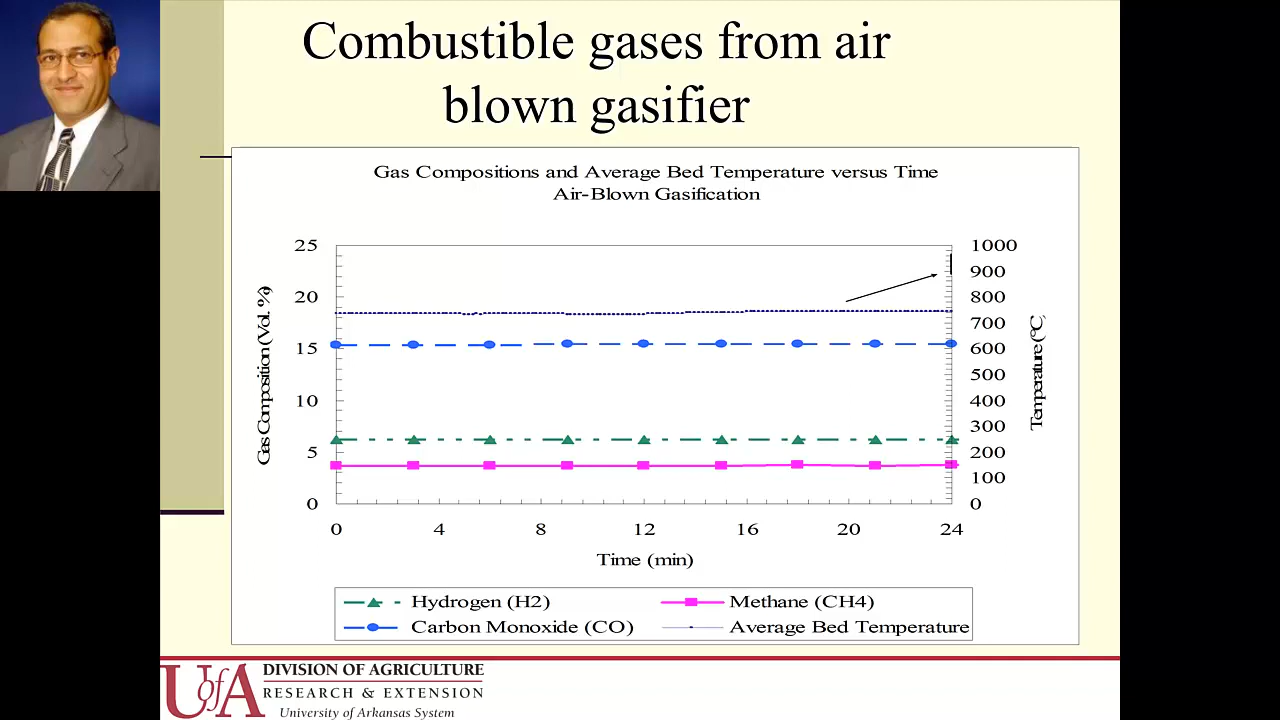 Combustible gases from air
blown gasifier
Gas Compositions and Average Bed Temperature versus Time
Air-Blown Gasification
25
20
15
10
5
0
Gas Composition (Vol. %)
1000
900
800
700
600
500
400
300
200
100
0
Temperature (°C)
0 4 8 12 16 20 24
Time (min)
Hydrogen (H2) Methane (CH4)
Carbon Monoxide (CO) Average Bed Temperature
UofA
DIVISION OF AGRICULTURE
RESEARCH & EXTENSION
University of Arkansas System